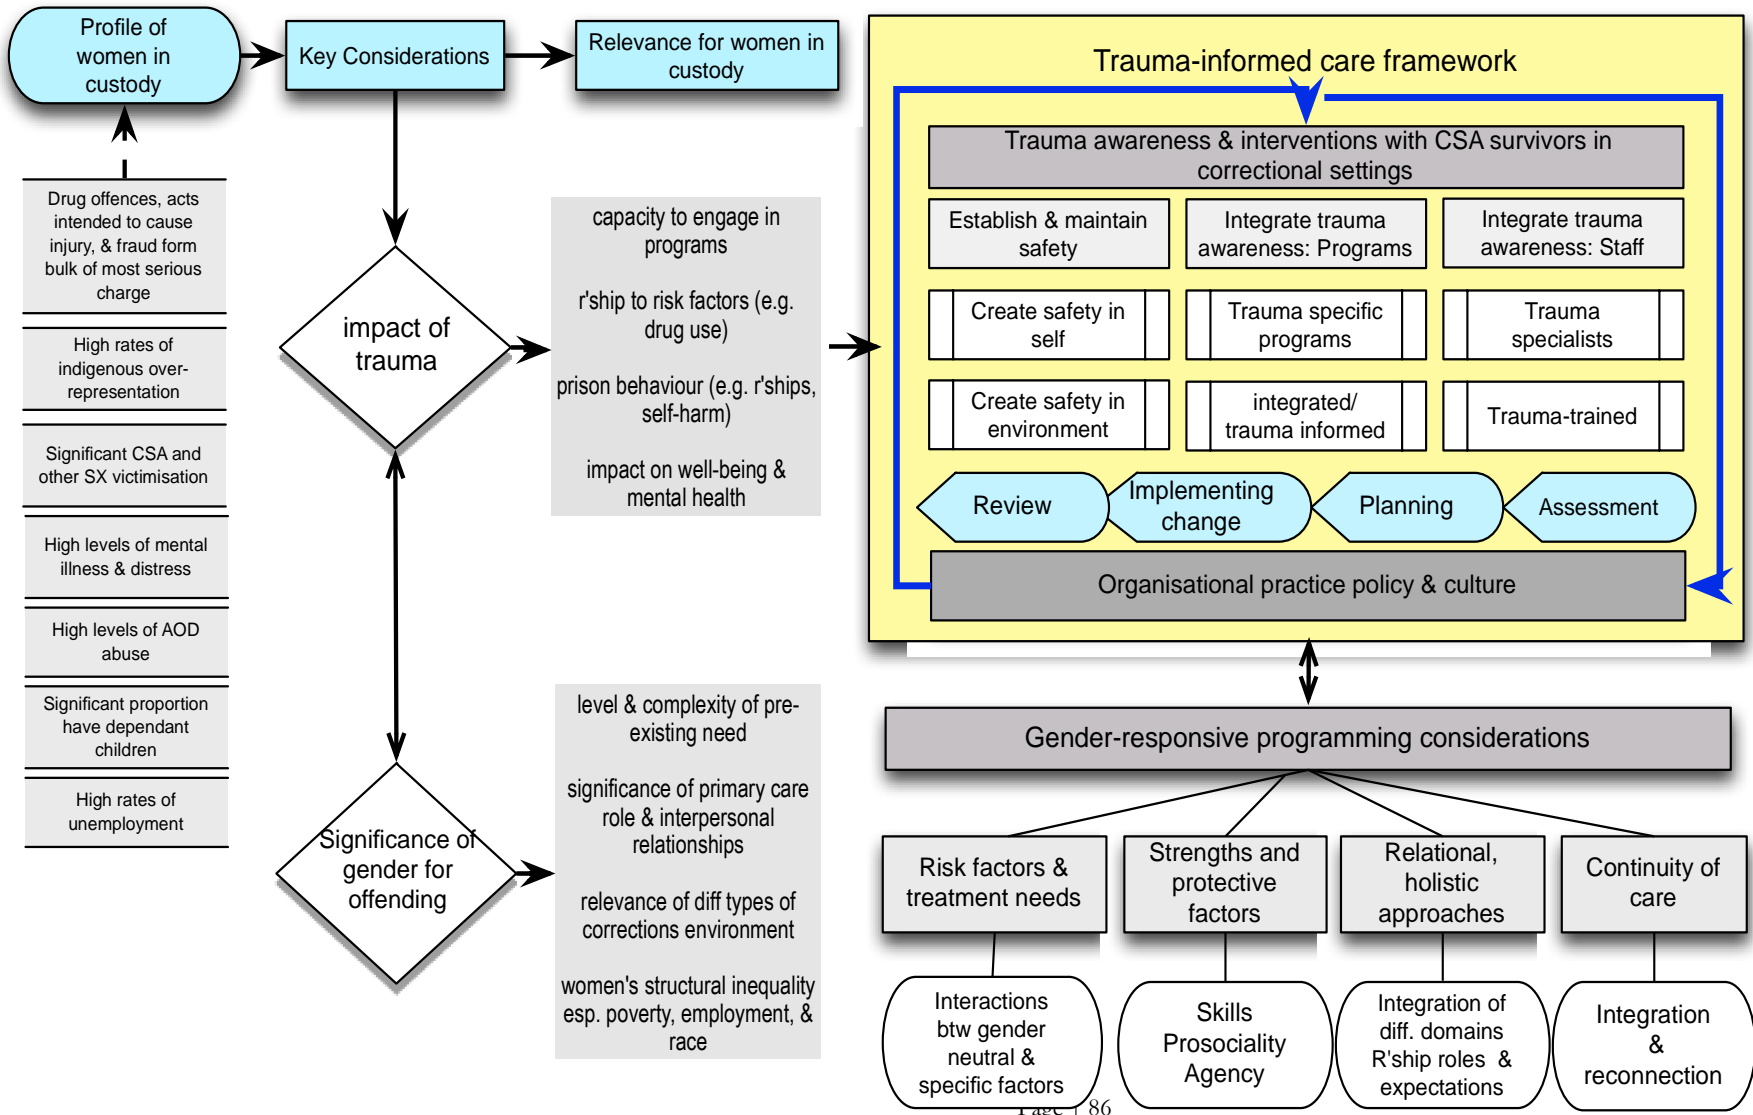 Profile of
women in
custody
Key Considerations
Relevance for women in
custody
Drug offences, acts
intended to cause
injury, & fraud form
bulk of most serious
charge
High rates of
indigenous over-
representation
Significant CSA and
other SX victimisation
High levels of mental
illness & distress
High levels of AOD
abuse
Significant proportion
have dependant
children
High rates of
unemployment
impact of
trauma
Significance of
gender for
offending
capacity to engage in
programs
r'ship to risk factors (e.g.
drug use)
prison behaviour (e.g. r'ships,
self-harm)
impact on well-being &
mental health
level & complexity of pre-
existing need
significance of primary care
role & interpersonal
relationships
relevance of diff types of
corrections environment
women's structural inequality
esp. poverty, employment, &
race
Trauma-informed care framework
Trauma awareness & interventions with CSA survivors in
correctional settings
Establish & maintain
safety
Integrate trauma
awareness: Programs
Integrate trauma
awareness: Staff
Create safety in
self
Trauma specific
programs
Trauma
specialists
Create safety in
environment
integrated/
trauma informed
Trauma-trained
Review
Implementing
change
Planning
Assessment
Organisational practice policy & culture
Gender-responsive programming considerations
Risk factors &
treatment needs
Strengths and
protective
factors
Relational,
holistic
approaches
Continuity of
care
Interactions
btw gender
neutral &
specific factors
Skills
Prosociality
Agency
Integration of
diff. domains
R'ship roles & 
expectations
Integration
&
reconnection
Page | 86